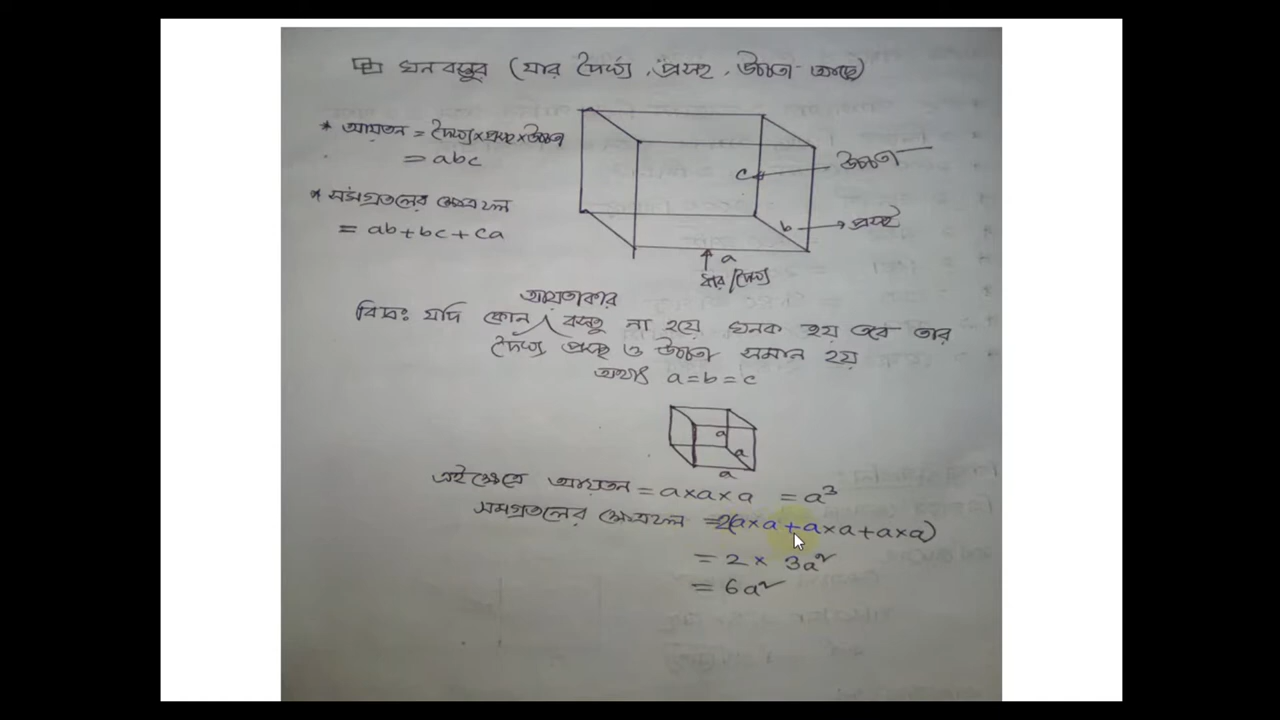 ঘনবস্তুর (যার দৈর্ঘ্য, প্রস্থ, উচ্চতা আছে)
* আয়তন = দৈর্ঘ্য×প্রস্থ×উচ্চতা
= abc
* সমগ্রতলের ক্ষেত্রফল
= ab+bc+ca
c
উচ্চতা
b
প্রস্থ
a
ধার/দৈর্ঘ্য
আয়তাকার
বিঃদ্রঃ যদি কোন বস্তু না হয়ে ঘনক হয় তবে তার
দৈর্ঘ্য প্রস্থ ও উচ্চতা সমান হয়
অর্থাৎ a=b=c
a
a
a
এইক্ষেত্রে আয়তন = a×a×a = a³
সমগ্রতলের ক্ষেত্রফল = 2(a×a+a×a+a×a)
= 2 × 3a²
= 6a²